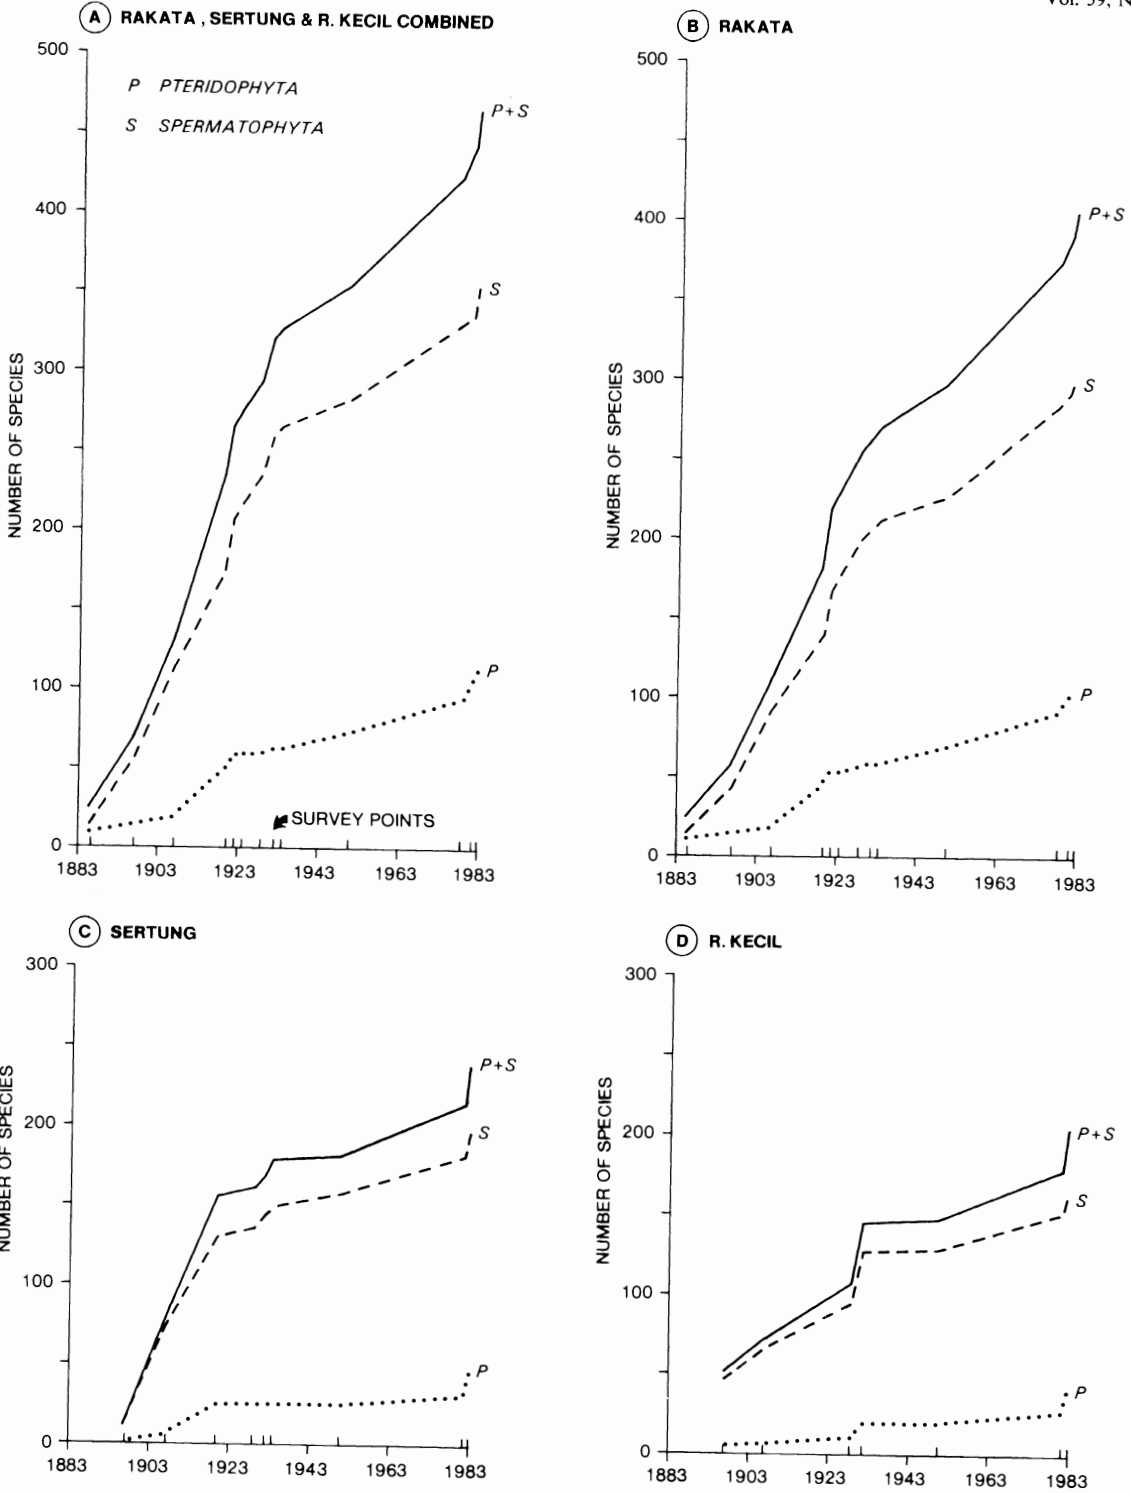 Vol. 59, N
A RAKATA, SERTUNG & R. KECIL COMBINED
500
400
300
200
100
0
NUMBER OF SPECIES
P PTERIDOPHYTA
S SPERMATOPHYTA
P+S
S
P
SURVEY POINTS
1883 1903 1923 1943 1963 1983
B RAKATA
500
400
300
200
100
0
NUMBER OF SPECIES
P+S
S
P
1883 1903 1923 1943 1963 1983
C SERTUNG
300
200
100
0
NUMBER OF SPECIES
P+S
S
P
1883 1903 1923 1943 1963 1983
D R. KECIL
300
200
100
0
NUMBER OF SPECIES
P+S
S
P
1883 1903 1923 1943 1963 1983